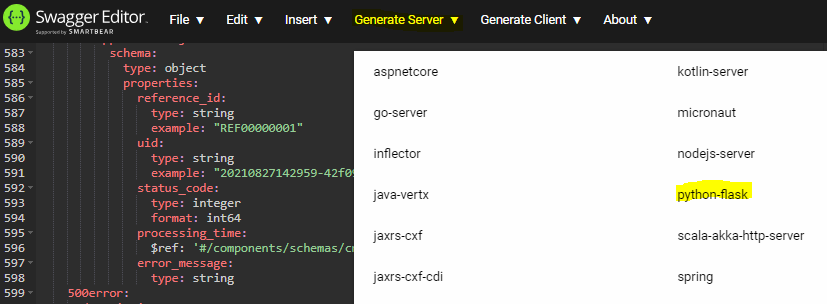 Swagger Editor.
Supported by SMARTBEAR
File ▾ Edit ▾ Insert ▾ Generate Server ▾ Generate Client ▾ About ▾
583 schema:
584 type: object
585 properties:
586 reference_id:
587 type: string
588 example: "REF00000001"
589 uid:
590 type: string
591 example: "20210827142959-42f09
592 status_code:
593 type: integer
594 format: int64
595 processing_time:
596 $ref: '#/components/schemas/cm
597 error_message:
598 type: string
599 500error:
aspnetcore
go-server
inflector
java-vertx
jaxrs-cxf
jaxrs-cxf-cdi
kotlin-server
micronaut
nodejs-server
python-flask
scala-akka-http-server
spring